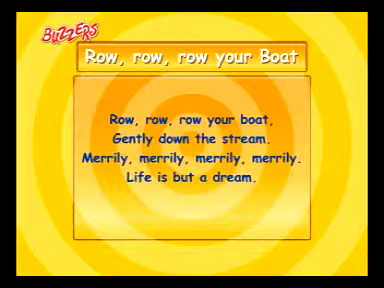 BUZZERS
Row, row, row your Boat
Row, row, row your boat,
Gently down the stream.
Merrily, merrily, merrily, merrily.
Life is but a dream.